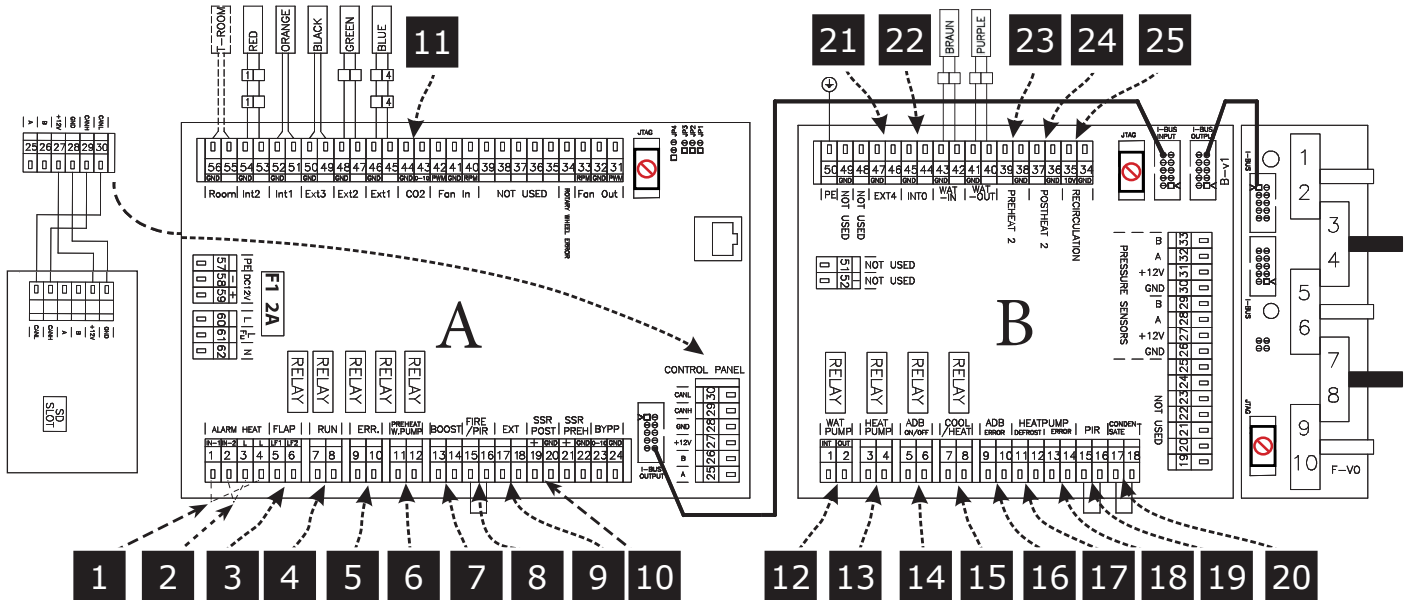 T-ROOM
RED
ORANGE
BLACK
GREEN
BLUE
11
21
22
BRAUN
PURPLE
23
24
25
1 1 4
1 1 4
A B +12V GND CANH CANL
25 26 27 28 29 30
JTAG
56 55 54 53 52 51 50 49 48 47 46 45 44 43 42 41 40 39 38 37 36 35 34 33 32 31
GND GND GND GND GND GND GND 0-10 PWM GND RPM RPM GND PWM
Room Int2 Int1 Ext3 Ext2 Ext1 CO2 Fan In NOT USED ROTARY WHEEL ERROR Fan Out
50 49 48 47 46 45 44 43 42 41 40 39 38 37 36 35 34
GND GND GND GND GND GND GND 10V GND
PE NOT USED NOT USED EXT4 INT0 WAT-IN WAT-OUT PREHEAT 2 POSTHEAT 2 RECIRCULATION
JTAG
I-BUS INPUT
I-BUS OUTPUT
B-v1
I-BUS
I-BUS
1
2
3
4
5
6
7
8
9
10
JTAG
F-V0
57 58 59
PE - +
DC12V
F1 2A
60 61 62
L L Fu N
51 NOT USED
52 NOT USED
A
B
PRESSURE SENSORS
B 33
A 32
+12V 31
GND 30
B 29
A 28
+12V 27
GND 26
25
24
23
22
21
20
19
NOT USED
CANL CANH A B +12V GND
SD SLOT
RELAY RELAY RELAY RELAY RELAY
RELAY RELAY RELAY RELAY
CONTROL PANEL
CANL 30
CANH 29
GND 28
+12V 27
B 26
A 25
I-BUS OUTPUT
ALARM HEAT FLAP RUN ERR. PREHEAT W.PUMP BOOST FIRE /PIR EXT SSR POST SSR PREH BYPP
IN-1 IN-2 L L LF1 LF2 + GND + GND 0-10 GND
1 2 3 4 5 6 7 8 9 10 11 12 13 14 15 16 17 18 19 20 21 22 23 24
WAT PUMP HEAT PUMP ADB ON/OFF COOL /HEAT ADB ERROR HEATPUMP DEFROST ERROR PIR CONDENSATE
INT OUT
1 2 3 4 5 6 7 8 9 10 11 12 13 14 15 16 17 18
1 2 3 4 5 6 7 8 9 10
12 13 14 15 16 17 18 19 20